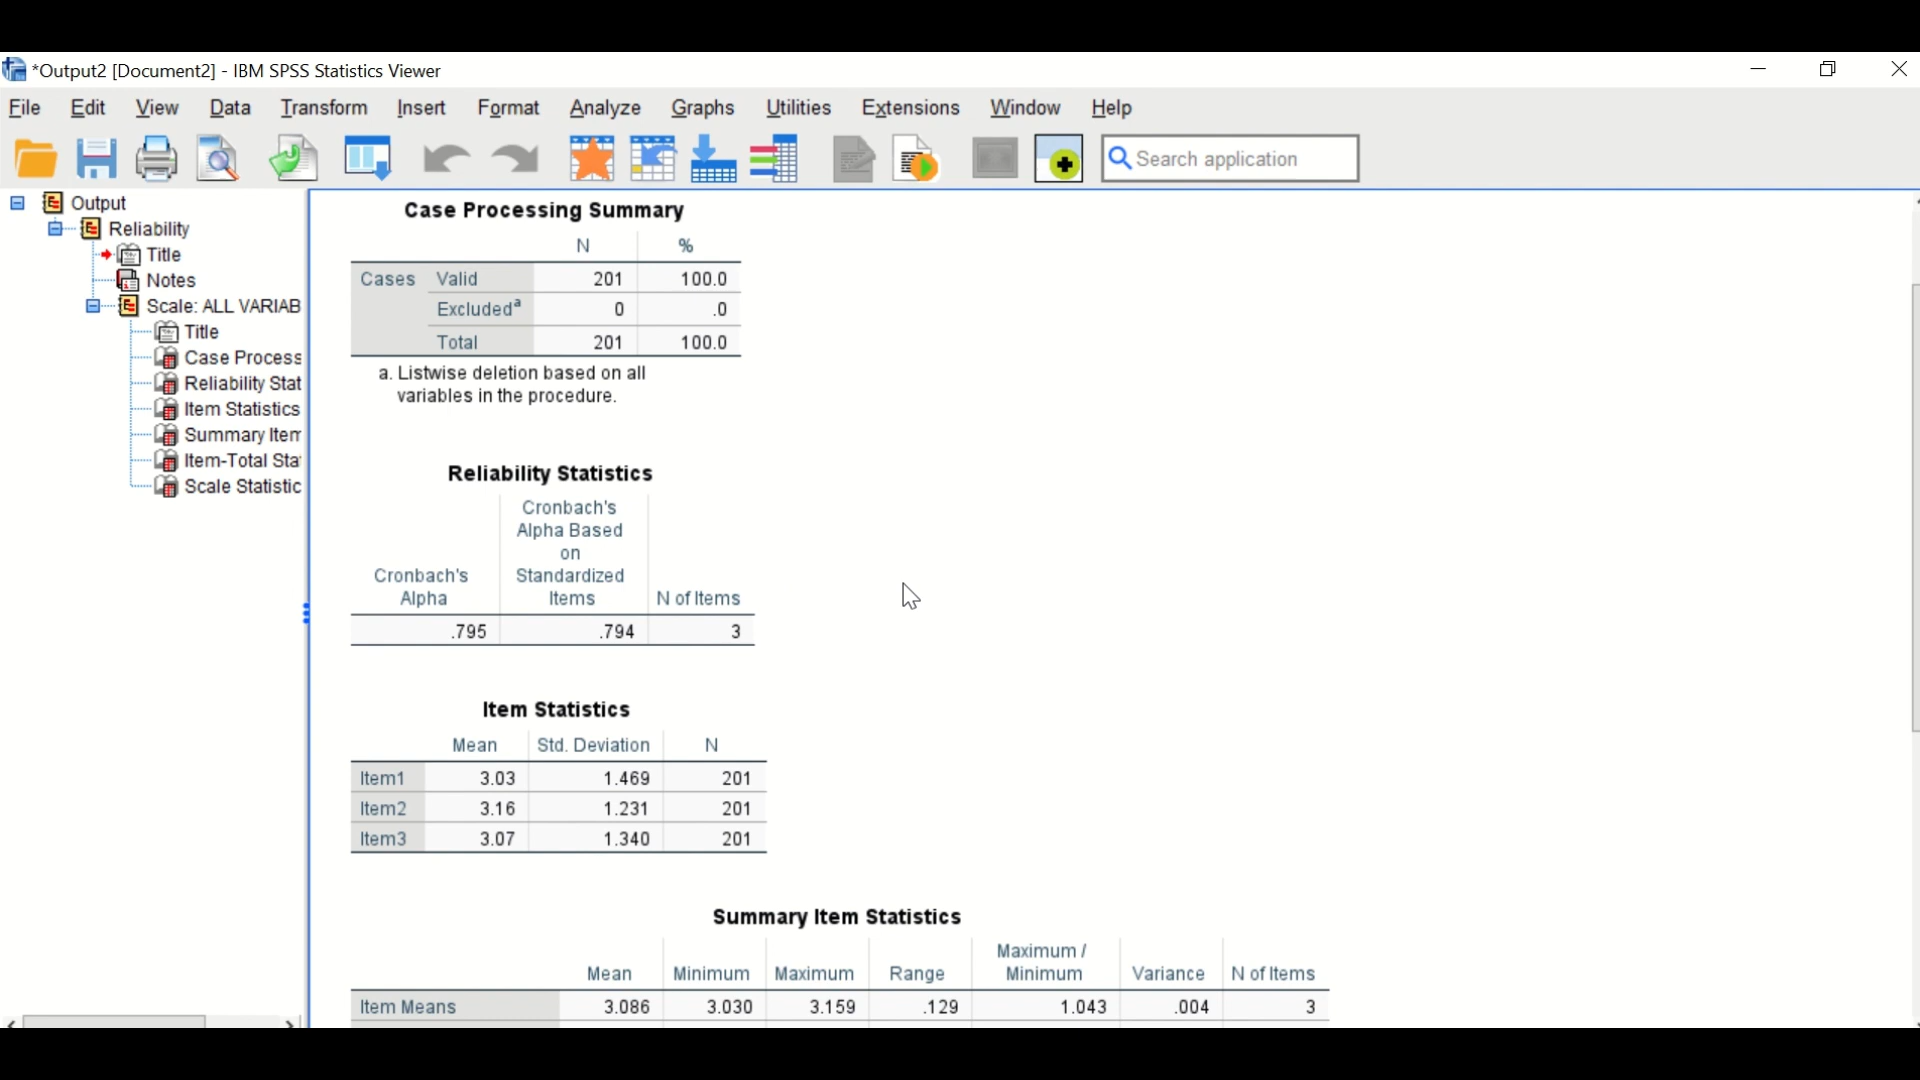 *Output2 [Document2] - IBM SPSS Statistics Viewer
File Edit View Data Transform Insert Format Analyze Graphs Utilities Extensions Window Help
Search application
Output
Reliability
Title
Notes
Scale: ALL VARIAB
Title
Case Process
Reliability Stat
Item Statistics
Summary Iten
Item-Total Sta
Scale Statistic
Case Processing Summary
N %
Cases Valid 201 100.0
Excludedª 0 .0
Total 201 100.0
a. Listwise deletion based on all
variables in the procedure.
Reliability Statistics
Cronbach's
Alpha Based
on
Cronbach's Standardized
Alpha Items N of Items
.795 .794 3
Item Statistics
Mean Std. Deviation N
Item1 3.03 1.469 201
Item2 3.16 1.231 201
Item3 3.07 1.340 201
Summary Item Statistics
Maximum /
Mean Minimum Maximum Range Minimum Variance N of Items
Item Means 3.086 3.030 3.159 .129 1.043 .004 3